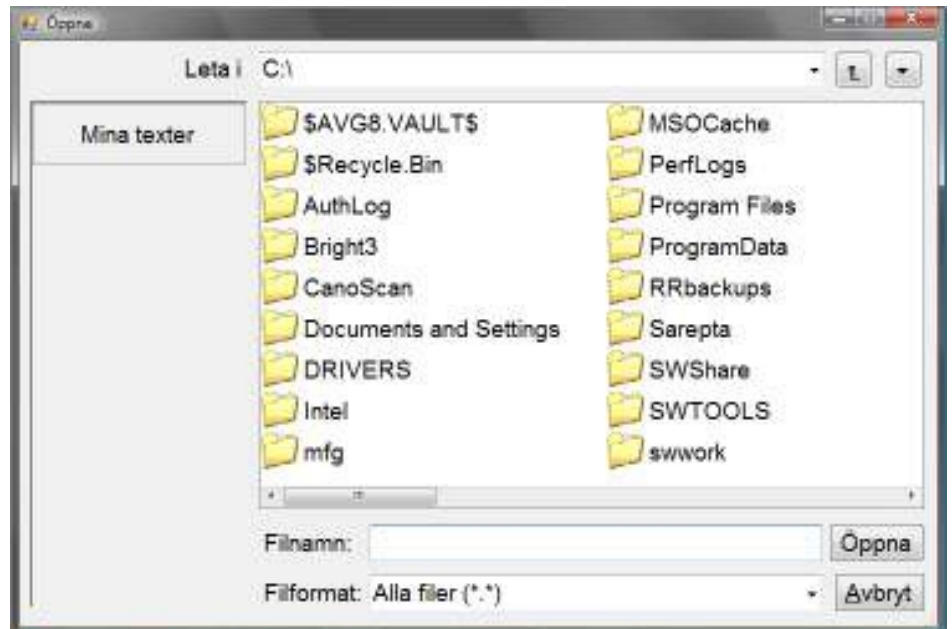 Öppna
Leta i C:\
Mina texter
$AVG8.VAULT$
$Recycle.Bin
AuthLog
Bright3
CanoScan
Documents and Settings
DRIVERS
Intel
mfg
MSOCache
PerfLogs
Program Files
ProgramData
RRbackups
Sarepta
SWShare
SWTOOLS
swwork
Filnamn: Öppna
Filformat: Alla filer (*.*) Avbryt